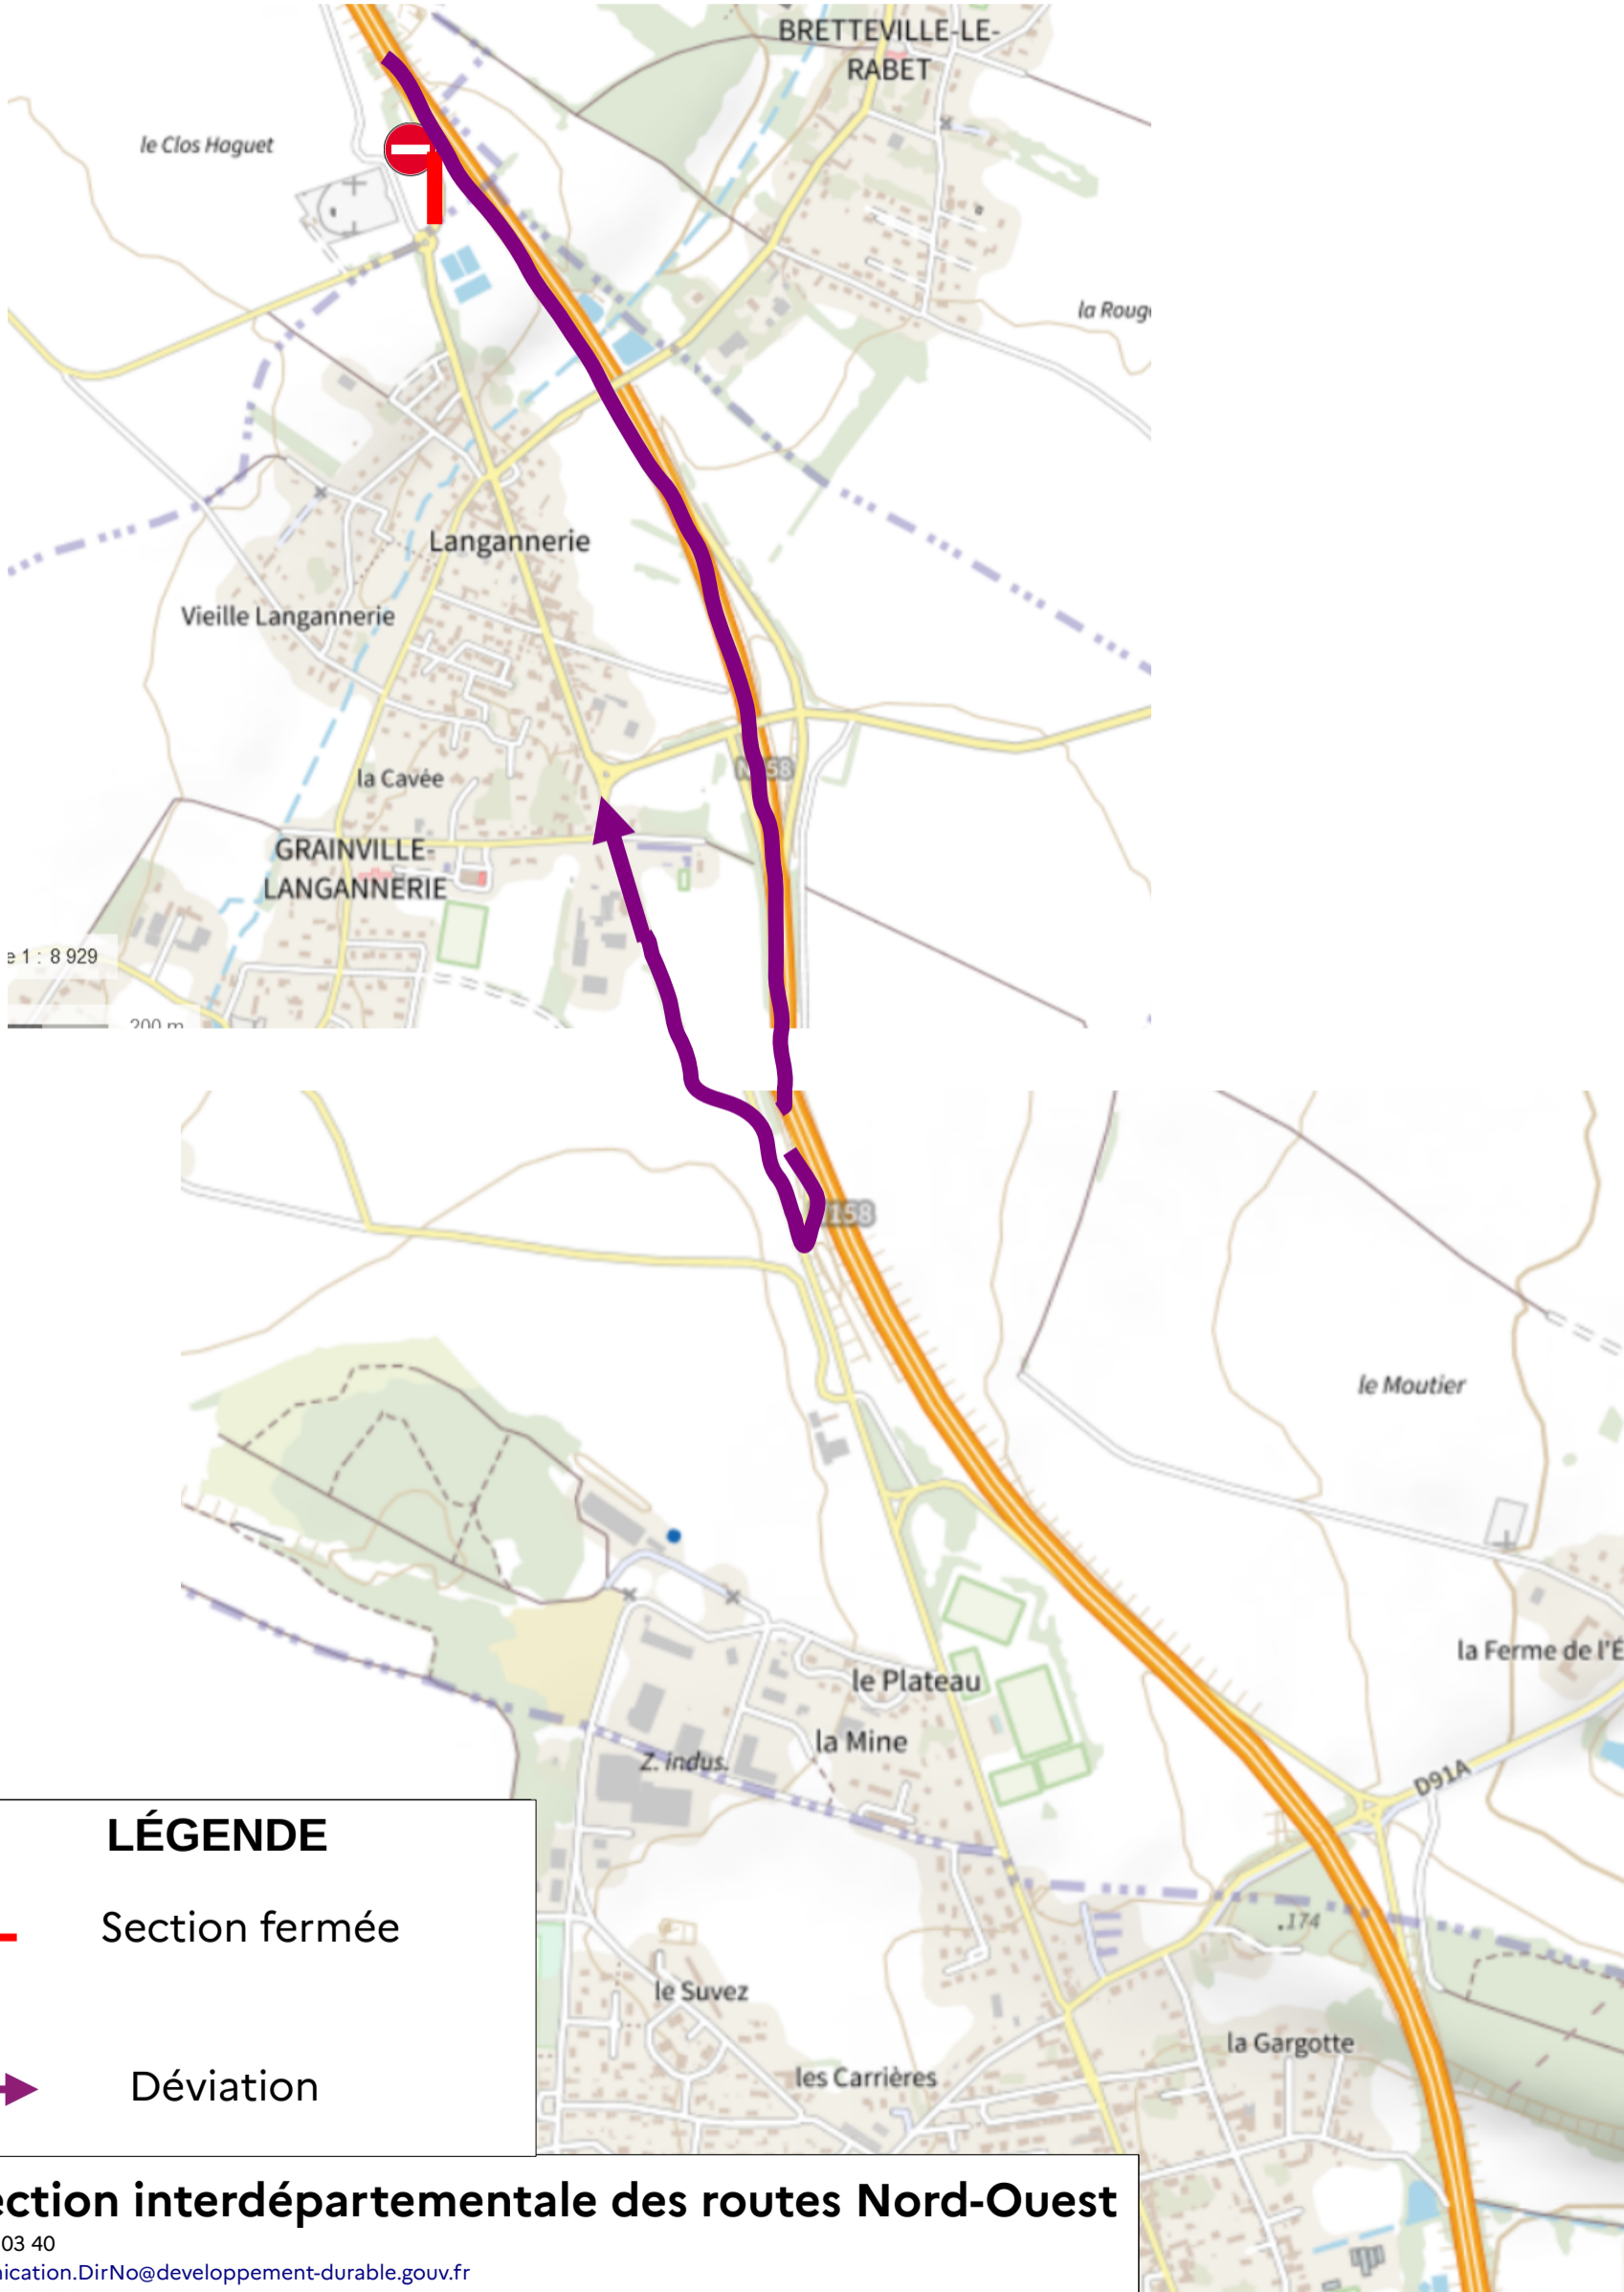 BRETTEVILLE-LE-
RABET
le Clos Haguet
la Roug
Langannerie
Vieille Langannerie
la Cavée
GRAINVILLE-
LANGANNERIE
e 1 : 8 929
200 m
158
le Moutier
la Ferme de l'É
le Plateau
la Mine
Z. indus.
D91A
.174
le Suvez
la Gargotte
les Carrières
LÉGENDE
Section fermée
Déviation
ection interdépartementale des routes Nord-Ouest
03 40
nication.DirNo@developpement-durable.gouv.fr